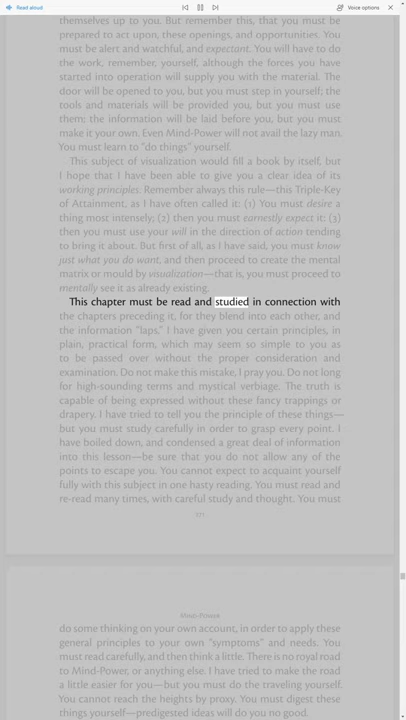 Read aloud
Voice options
themselves up to you. But remember this, that you must be
prepared to act upon, these openings, and opportunities. You
must be alert and watchful, and expectant. You will have to do
the work, remember, yourself, although the forces you have
started into operation will supply you with the material. The
door will be opened to you, but you must step in yourself; the
tools and materials will be provided you, but you must use
them; the information will be laid before you, but you must
make it your own. Even Mind-Power will not avail the lazy man.
You must learn to "do things" yourself.
This subject of visualization would fill a book by itself, but
I hope that I have been able to give you a clear idea of its
working principles. Remember always this rule—this Triple-Key
of Attainment, as I have often called it: (1) You must desire a
thing most intensely; (2) then you must earnestly expect it; (3)
then you must use your will in the direction of action tending
to bring it about. But first of all, as I have said, you must know
just what you do want, and then proceed to create the mental
matrix or mould by visualization—that is, you must proceed to
mentally see it as already existing.
This chapter must be read and studied in connection with
the chapters preceding it, for they blend into each other, and
the information "laps." I have given you certain principles, in
plain, practical form, which may seem so simple to you as
to be passed over without the proper consideration and
examination. Do not make this mistake, I pray you. Do not long
for high-sounding terms and mystical verbiage. The truth is
capable of being expressed without these fancy trappings or
drapery. I have tried to tell you the principle of these things—
but you must study carefully in order to grasp every point. I
have boiled down, and condensed a great deal of information
into this lesson—be sure that you do not allow any of the
points to escape you. You cannot expect to acquaint yourself
fully with this subject in one hasty reading. You must read and
re-read many times, with careful study and thought. You must
Mind-Power
do some thinking on your own account, in order to apply these
general principles to your own "symptoms" and needs. You
must read carefully, and then think a little. There is no royal road
to Mind-Power, or anything else. I have tried to make the road
a little easier for you—but you must do the traveling yourself.
You cannot reach the heights by proxy. You must digest these
things yourself—predigested ideas will do you no good.